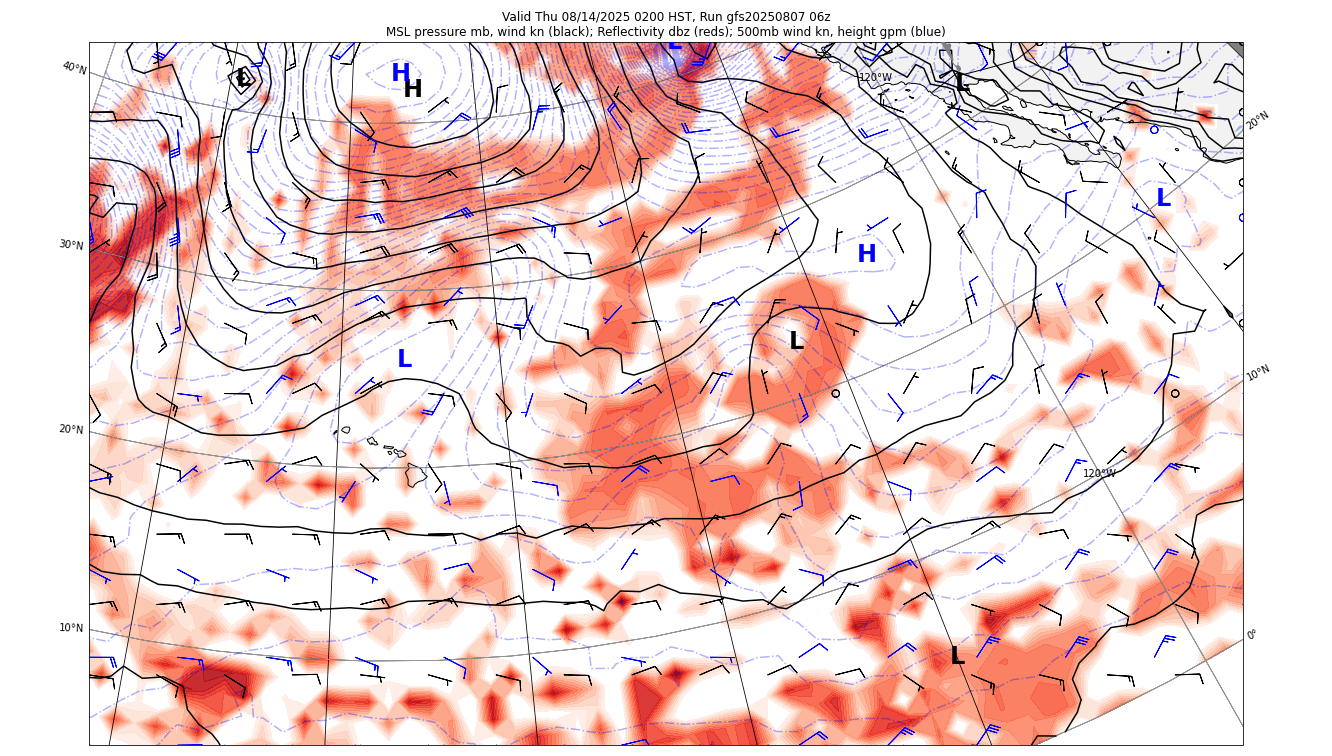 Valid Thu 08/14/2025 0200 HST, Run gfs20250807 06z
MSL pressure mb, wind kn (black); Reflectivity dbz (reds); 500mb wind kn, height gpm (blue)
L
40°N
L
H
H
120°W
L
20°N
L
30°N
H
L
L
10°N
20°N
120°W
10°N
0°
L